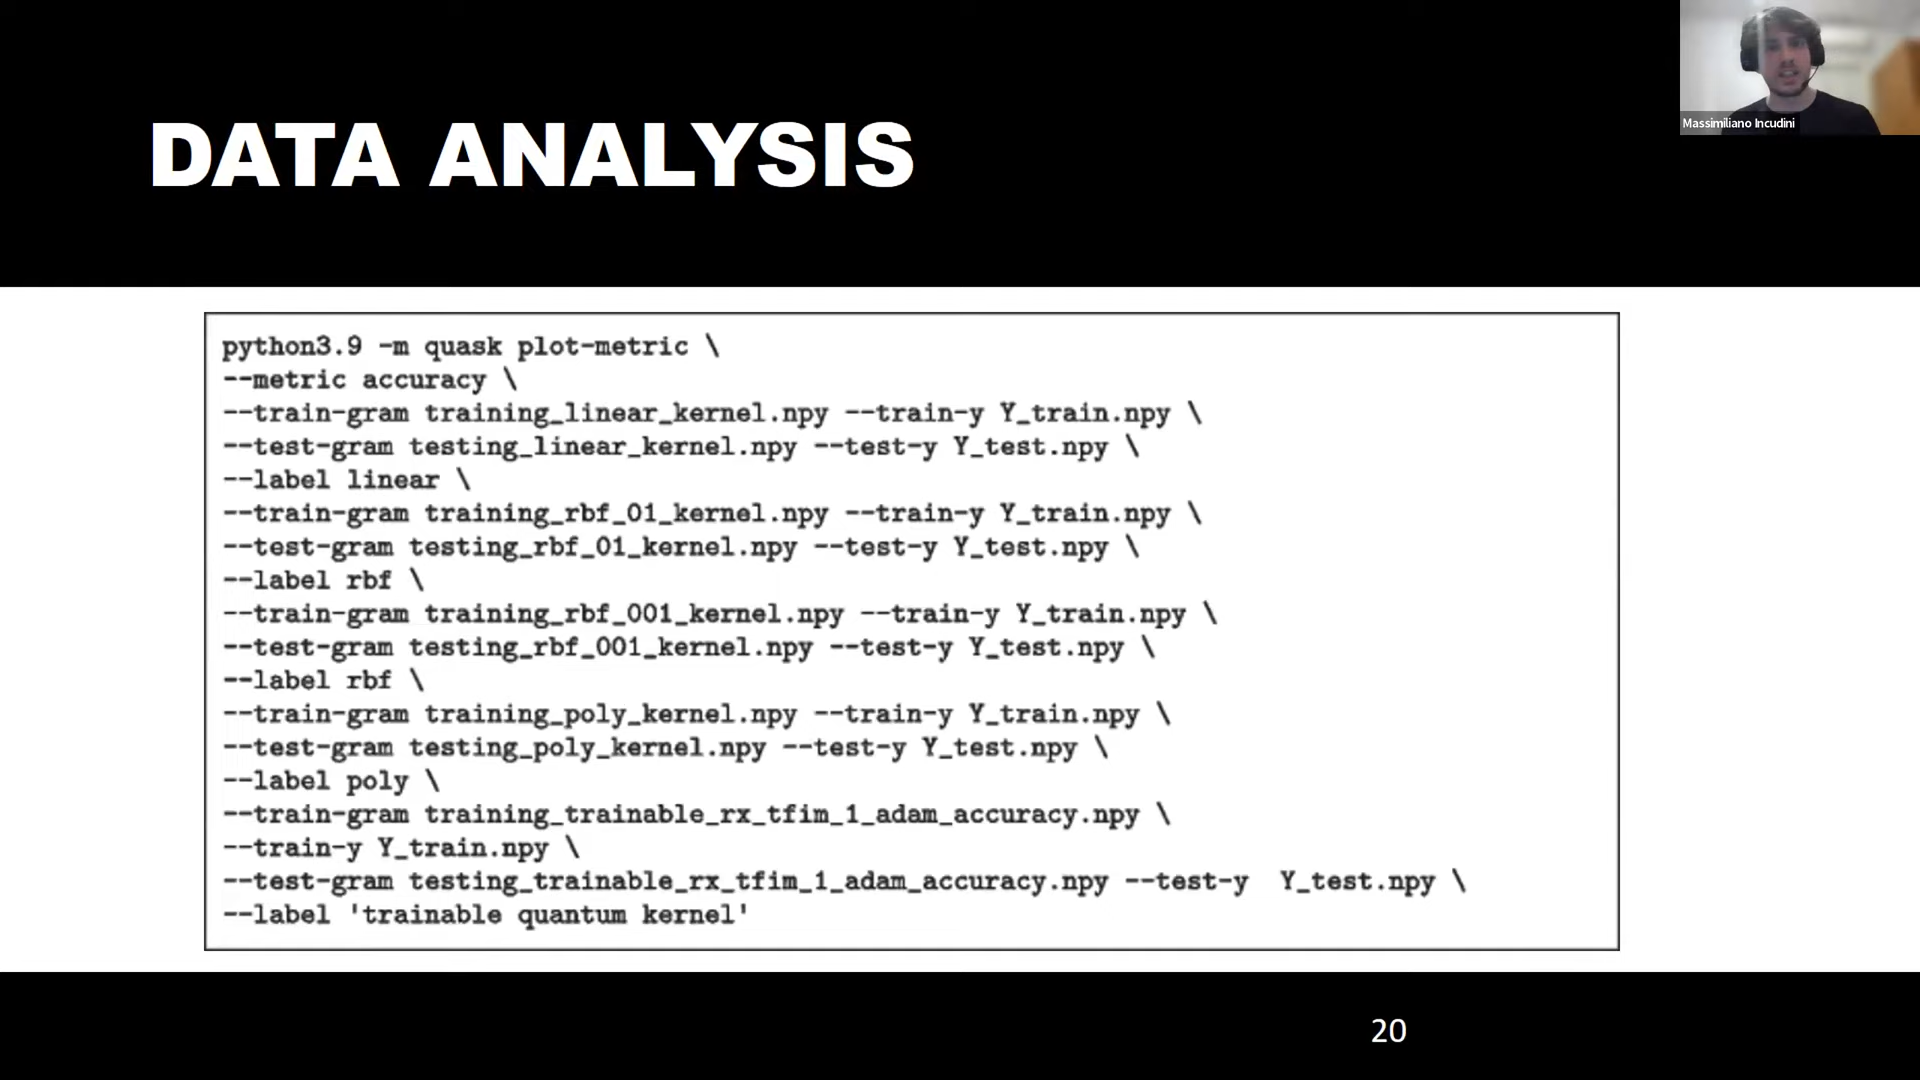 DATA ANALYSIS
Massimiliano Incudini
python3.9 -m quask plot-metric \
--metric accuracy \
--train-gram training_linear_kernel.npy --train-y Y_train.npy \
--test-gram testing_linear_kernel.npy --test-y Y_test.npy \
--label linear \
--train-gram training_rbf_01_kernel.npy --train-y Y_train.npy \
--test-gram testing_rbf_01_kernel.npy --test-y Y_test.npy \
--label rbf \
--train-gram training_rbf_001_kernel.npy --train-y Y_train.npy \
--test-gram testing_rbf_001_kernel.npy --test-y Y_test.npy \
--label rbf \
--train-gram training_poly_kernel.npy --train-y Y_train.npy \
--test-gram testing_poly_kernel.npy --test-y Y_test.npy \
--label poly \
--train-gram training_trainable_rx_tfim_1_adam_accuracy.npy \
--train-y Y_train.npy \
--test-gram testing_trainable_rx_tfim_1_adam_accuracy.npy --test-y  Y_test.npy \
--label 'trainable quantum kernel'
20